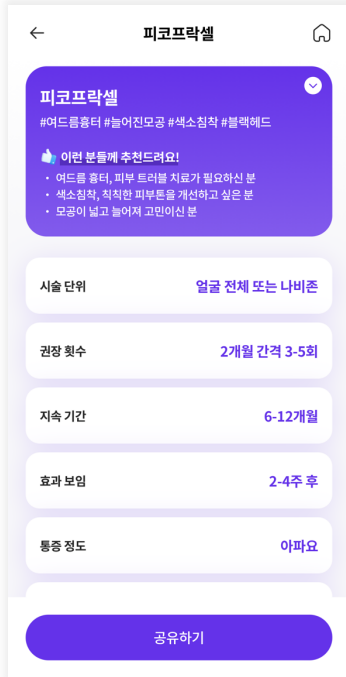 피코프락셀
피코프락셀
#여드름흉터 #늘어진모공 #색소침착 #블랙헤드
이런 분들께 추천드려요!
• 여드름 흉터, 피부 트러블 치료가 필요하신 분
• 색소침착, 칙칙한 피부톤을 개선하고 싶은 분
• 모공이 넓고 늘어져 고민이신 분
시술 단위 얼굴 전체 또는 나비존
권장 횟수 2개월 간격 3-5회
지속 기간 6-12개월
효과 보임 2-4주 후
통증 정도 아파요
공유하기